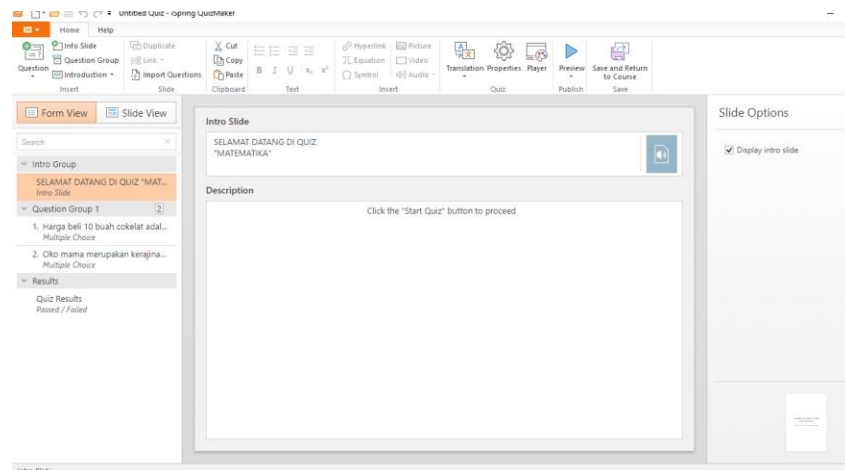 Untitled Quiz - iSpring QuizMaker
Home Help
Question
Info Slide
Question Group
Introduction
Insert
Duplicate
Link
Import Questions
Slide
Cut
Copy
Paste
Clipboard
B I U X₂ X²
Text
Hyperlink
Equation
Symbol
Picture
Video
Audio
Insert
Translation Properties Player
Quiz
Preview
Publish
Save and Return
to Course
Save
Form View Slide View
Search
Intro Group
SELAMAT DATANG DI QUIZ "MAT...
Intro Slide
Question Group 1 2
1. Harga beli 10 buah cokelat adal...
Multiple Choice
2. Oko mama merupakan kerajina...
Multiple Choice
Results
Quiz Results
Passed / Failed
Intro Slide
SELAMAT DATANG DI QUIZ
"MATEMATIKA"
Description
Click the "Start Quiz" button to proceed
Slide Options
Display intro slide
Intro Slide